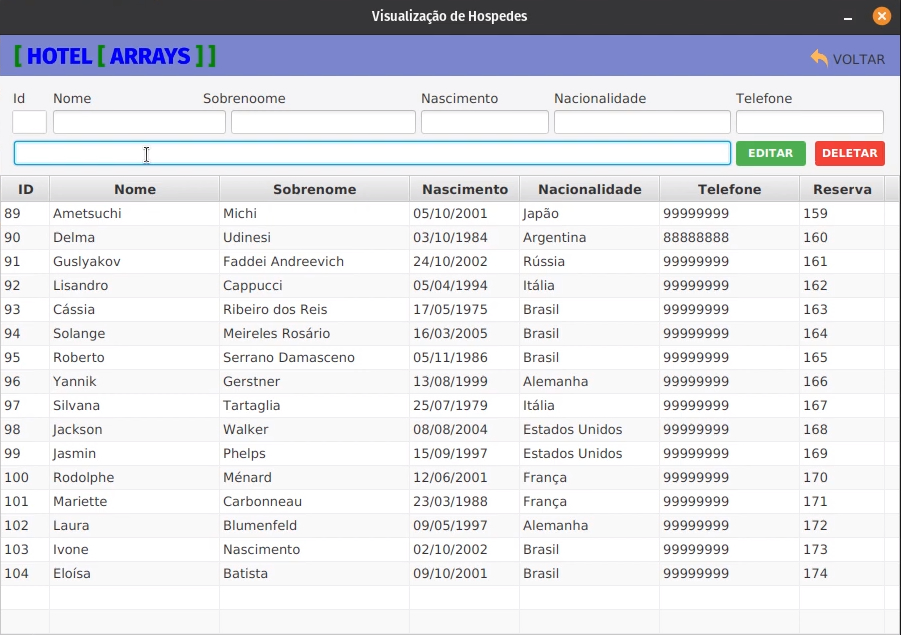 Visualização de Hospedes
[ HOTEL [ ARRAYS ] ] VOLTAR
Id Nome Sobrenoome Nascimento Nacionalidade Telefone
EDITAR DELETAR
ID Nome Sobrenome Nascimento Nacionalidade Telefone Reserva
89 Ametsuchi Michi 05/10/2001 Japão 99999999 159
90 Delma Udinesi 03/10/1984 Argentina 88888888 160
91 Guslyakov Faddei Andreevich 24/10/2002 Rússia 99999999 161
92 Lisandro Cappucci 05/04/1994 Itália 99999999 162
93 Cássia Ribeiro dos Reis 17/05/1975 Brasil 99999999 163
94 Solange Meireles Rosário 16/03/2005 Brasil 99999999 164
95 Roberto Serrano Damasceno 05/11/1986 Brasil 99999999 165
96 Yannik Gerstner 13/08/1999 Alemanha 99999999 166
97 Silvana Tartaglia 25/07/1979 Itália 99999999 167
98 Jackson Walker 08/08/2004 Estados Unidos 99999999 168
99 Jasmin Phelps 15/09/1997 Estados Unidos 99999999 169
100 Rodolphe Ménard 12/06/2001 França 99999999 170
101 Mariette Carbonneau 23/03/1988 França 99999999 171
102 Laura Blumenfeld 09/05/1997 Alemanha 99999999 172
103 Ivone Nascimento 02/10/2002 Brasil 99999999 173
104 Eloísa Batista 09/10/2001 Brasil 99999999 174